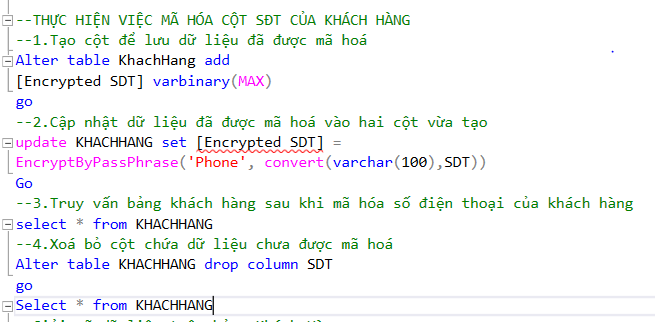 --THỰC HIỆN VIỆC MÃ HÓA CỘT SĐT CỦA KHÁCH HÀNG
--1.Tạo cột để lưu dữ liệu đã được mã hoá
Alter table KhachHang add
[Encrypted SDT] varbinary(MAX)
go
--2.Cập nhật dữ liệu đã được mã hoá vào hai cột vừa tạo
update KHACHHANG set [Encrypted SDT] =
EncryptByPassPhrase('Phone', convert(varchar(100),SDT))
Go
--3.Truy vấn bảng khách hàng sau khi mã hóa số điện thoại của khách hàng
select * from KHACHHANG
--4.Xoá bỏ cột chứa dữ liệu chưa được mã hoá
Alter table KHACHHANG drop column SDT
go
Select * from KHACHHANG